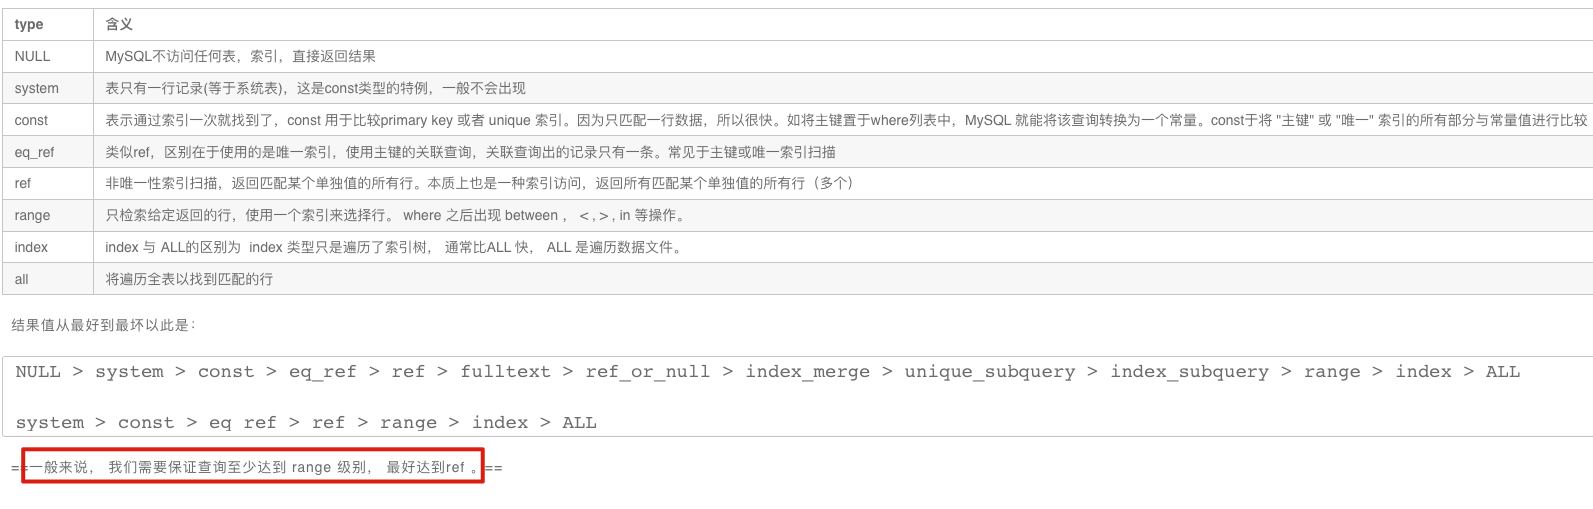 type 含义
NULL MySQL不访问任何表，索引，直接返回结果
system 表只有一行记录(等于系统表)，这是const类型的特例，一般不会出现
const 表示通过索引一次就找到了，const 用于比较primary key 或者 unique 索引。因为只匹配一行数据，所以很快。如将主键置于where列表中，MySQL 就能将该查询转换为一个常量。const于将 "主键" 或 "唯一" 索引的所有部分与常量值进行比较
eq_ref 类似ref，区别在于使用的是唯一索引，使用主键的关联查询，关联查询出的记录只有一条。常见于主键或唯一索引扫描
ref 非唯一性索引扫描，返回匹配某个单独值的所有行。本质上也是一种索引访问，返回所有匹配某个单独值的所有行（多个）
range 只检索给定返回的行，使用一个索引来选择行。 where 之后出现 between ， < , > , in 等操作。
index index 与 ALL的区别为 index 类型只是遍历了索引树， 通常比ALL 快， ALL 是遍历数据文件。
all 将遍历全表以找到匹配的行
结果值从最好到最坏以此是：
NULL > system > const > eq_ref > ref > fulltext > ref_or_null > index_merge > unique_subquery > index_subquery > range > index > ALL
system > const > eq ref > ref > range > index > ALL
==一般来说， 我们需要保证查询至少达到 range 级别， 最好达到ref 。==